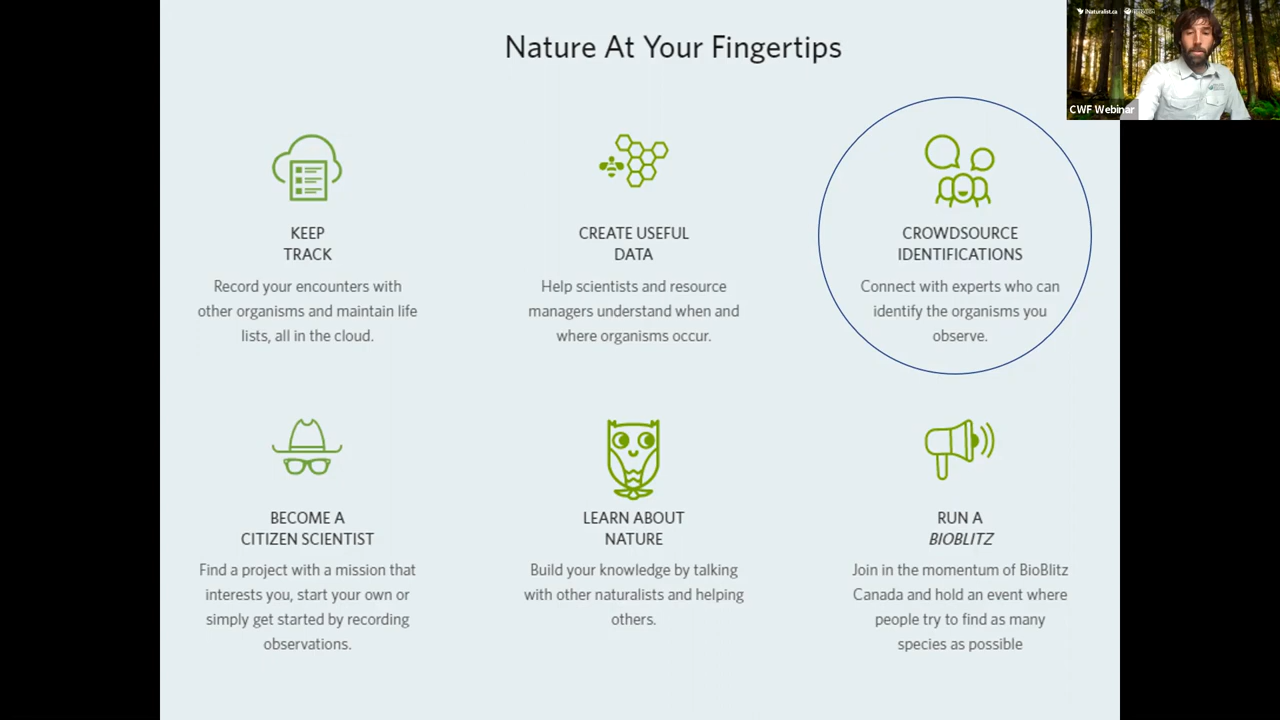 Nature At Your Fingertips
iNaturalist.ca
CWF Webinar
KEEP
TRACK
Record your encounters with
other organisms and maintain life
lists, all in the cloud.
CREATE USEFUL
DATA
Help scientists and resource
managers understand when and
where organisms occur.
CROWDSOURCE
IDENTIFICATIONS
Connect with experts who can
identify the organisms you
observe.
BECOME A
CITIZEN SCIENTIST
Find a project with a mission that
interests you, start your own or
simply get started by recording
observations.
LEARN ABOUT
NATURE
Build your knowledge by talking
with other naturalists and helping
others.
RUN A
BIOBLITZ
Join in the momentum of BioBlitz
Canada and hold an event where
people try to find as many
species as possible